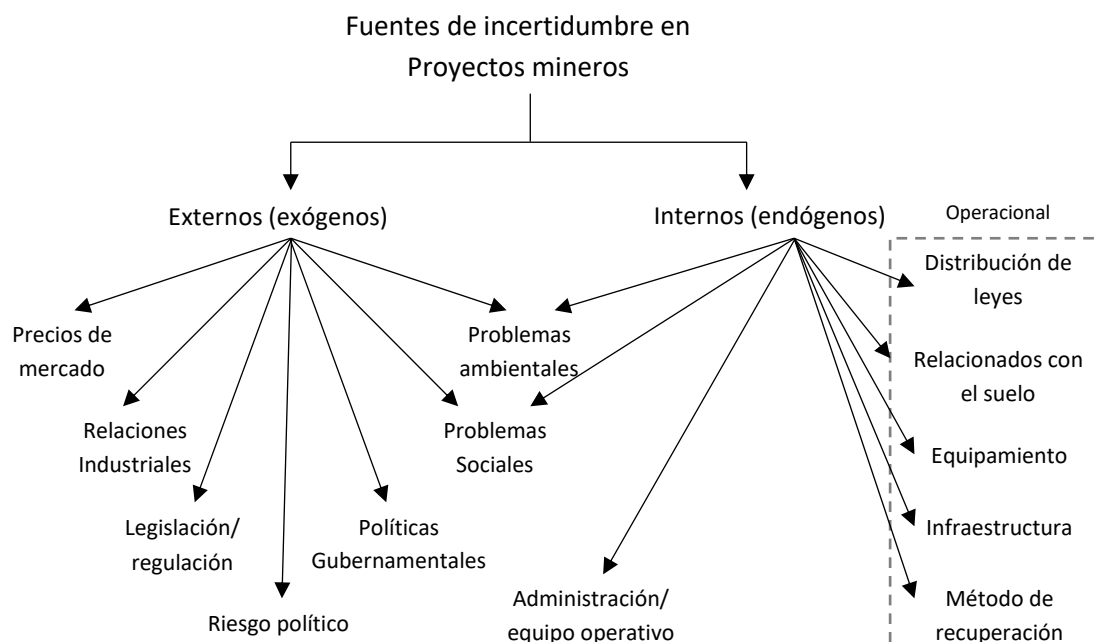 Fuentes de incertidumbre en
Proyectos mineros
Externos (exógenos)
Internos (endógenos)
Operacional
Distribución de
leyes
Precios de
mercado
Problemas
ambientales
Relacionados con
el suelo
Relaciones
Industriales
Problemas
Sociales
Equipamiento
Legislación/
regulación
Políticas
Gubernamentales
Infraestructura
Riesgo político
Administración/
equipo operativo
Método de
recuperación